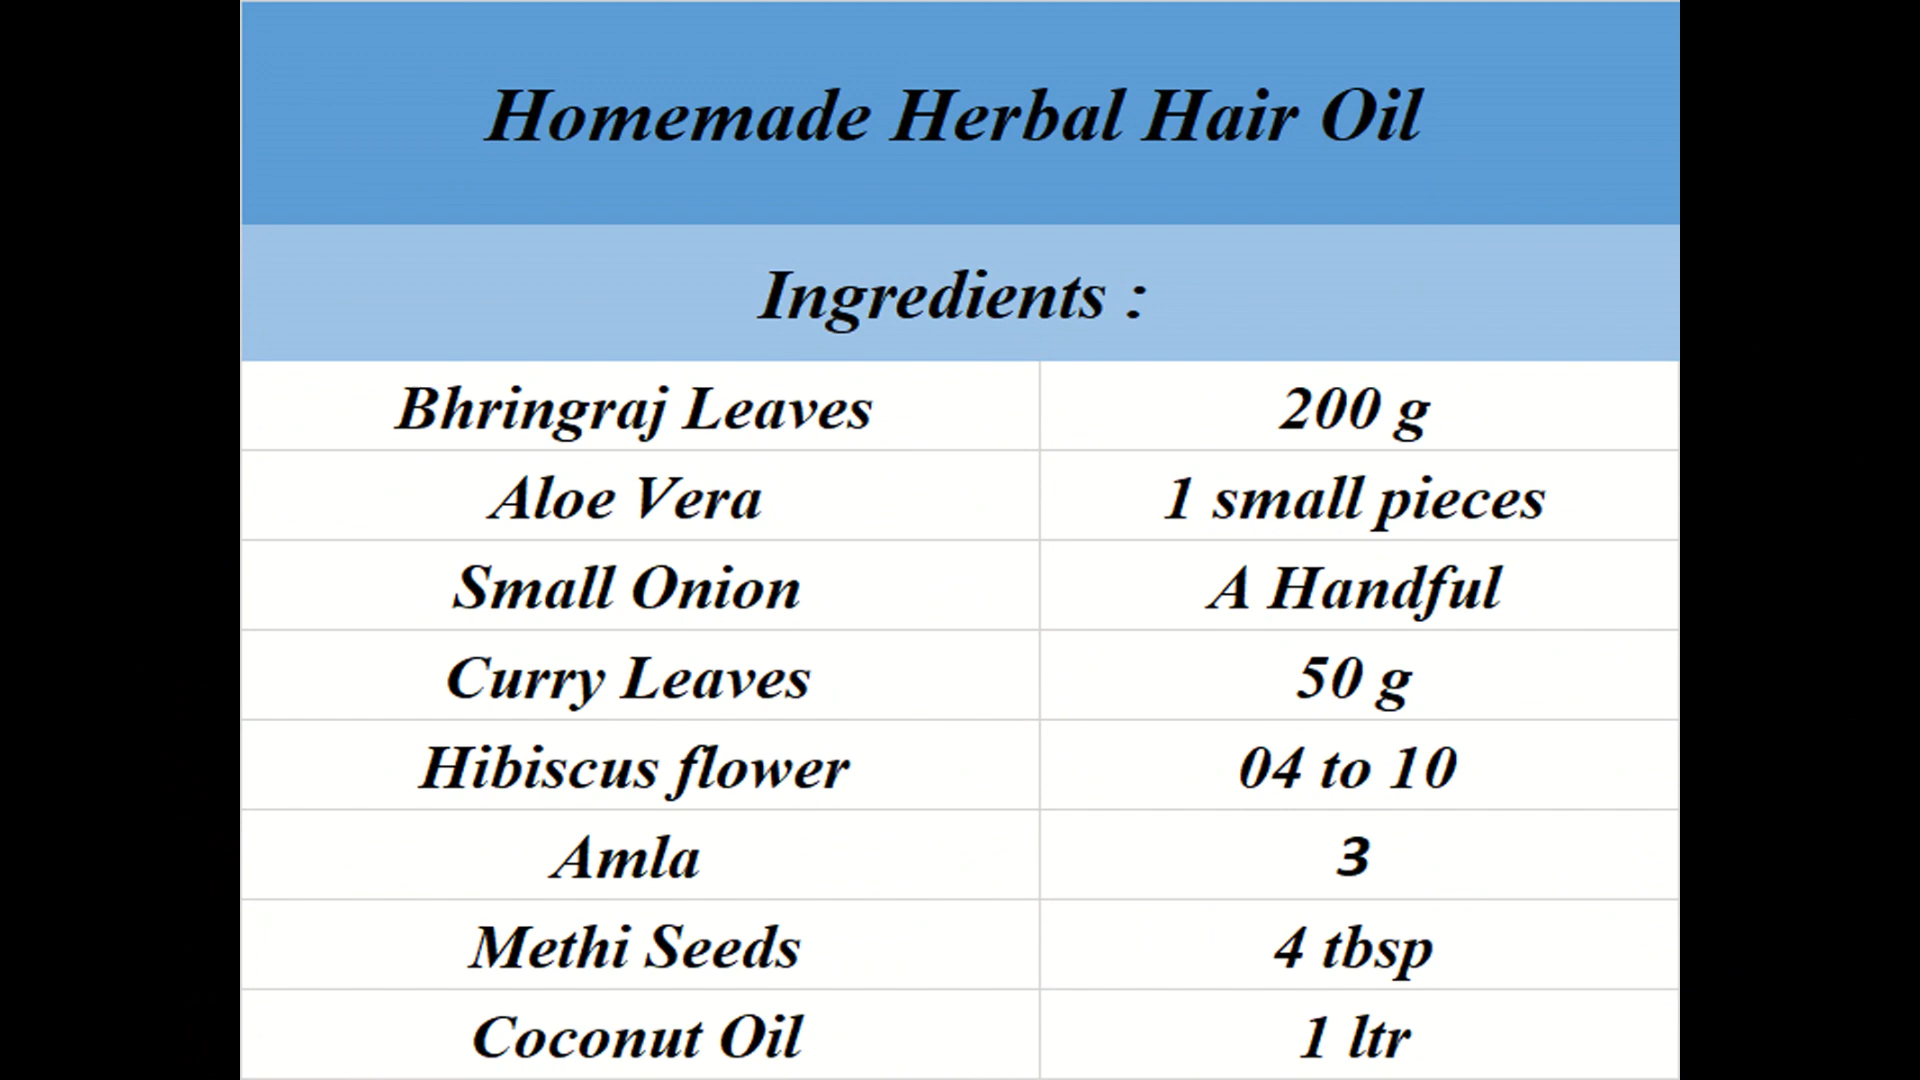 Homemade Herbal Hair Oil
Ingredients :
Bhringraj Leaves 200 g
Aloe Vera 1 small pieces
Small Onion A Handful
Curry Leaves 50 g
Hibiscus flower 04 to 10
Amla 3
Methi Seeds 4 tbsp
Coconut Oil 1 ltr